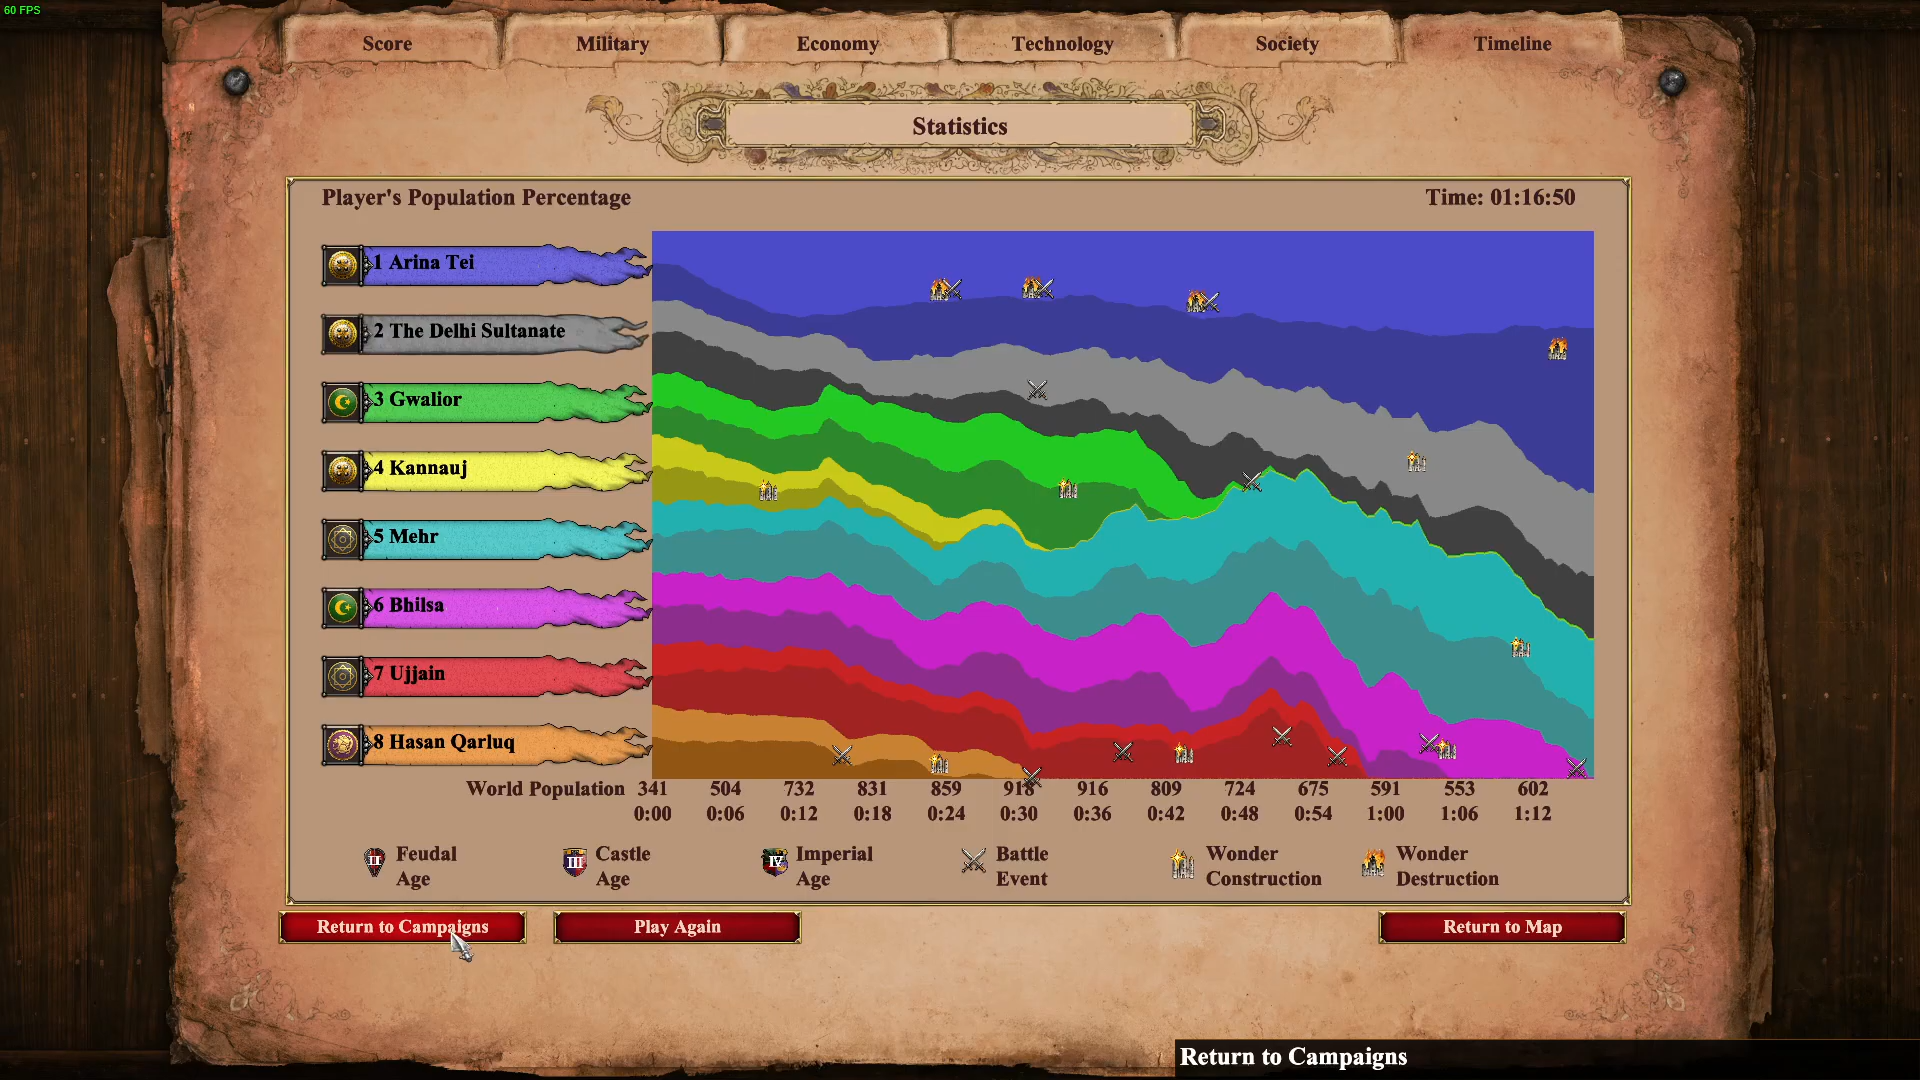 60 FPS
Score
Military
Economy
Technology
Society
Timeline
Statistics
Player's Population Percentage
Time: 01:16:50
1 Arina Tei
2 The Delhi Sultanate
3 Gwalior
4 Kannauj
5 Mehr
6 Bhilsa
7 Ujjain
8 Hasan Qarluq
World Population 341 504 732 831 859 918 916 809 724 675 591 553 602
0:00 0:06 0:12 0:18 0:24 0:30 0:36 0:42 0:48 0:54 1:00 1:06 1:12
II
Feudal
Age
III
Castle
Age
IV
Imperial
Age
Battle
Event
Wonder
Construction
Wonder
Destruction
Return to Campaigns
Play Again
Return to Map
Return to Campaigns